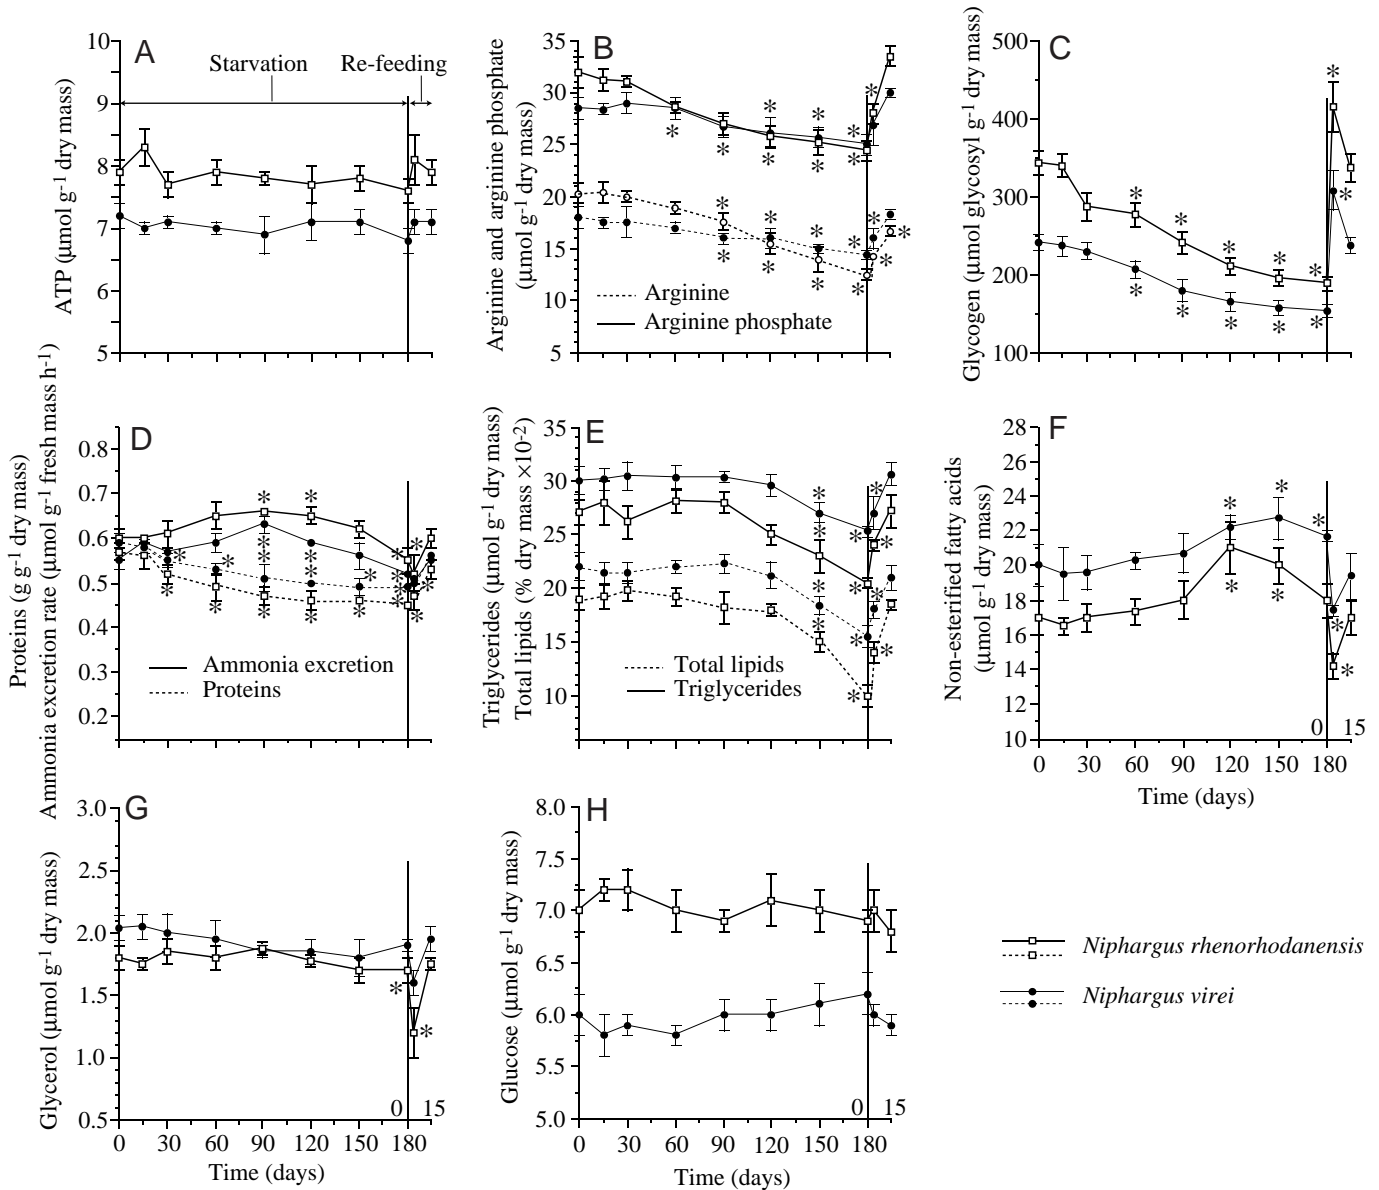 A
Starvation
Re-feeding
ATP (µmol g-1 dry mass)
10
9
8
7
6
5
B
Arginine and arginine phosphate
(µmol g-1 dry mass)
35
30
25
20
15
10
5
Arginine
Arginine phosphate
C
Glycogen (µmol glycosyl g-1 dry mass)
500
400
300
200
100
D
Proteins (g g-1 dry mass)
Ammonia excretion rate (µmol g-1 fresh mass h-1)
0.8
0.7
0.6
0.5
0.4
0.3
0.2
Ammonia excretion
Proteins
E
Triglycerides (µmol g-1 dry mass)
Total lipids (% dry mass ×10-2)
35
30
25
20
15
10
Total lipids
Triglycerides
F
Non-esterified fatty acids
(µmol g-1 dry mass)
28
26
24
22
20
18
16
14
12
10
0 15
0 30 60 90 120 150 180
Time (days)
G
Glycerol (µmol g-1 dry mass)
3.0
2.5
2.0
1.5
1.0
0.5
0 15
0 30 60 90 120 150 180
Time (days)
H
Glucose (µmol g-1 dry mass)
8.0
7.5
7.0
6.5
6.0
5.5
5.0
0 15
0 30 60 90 120 150 180
Time (days)
Niphargus rhenorhodanensis
Niphargus virei